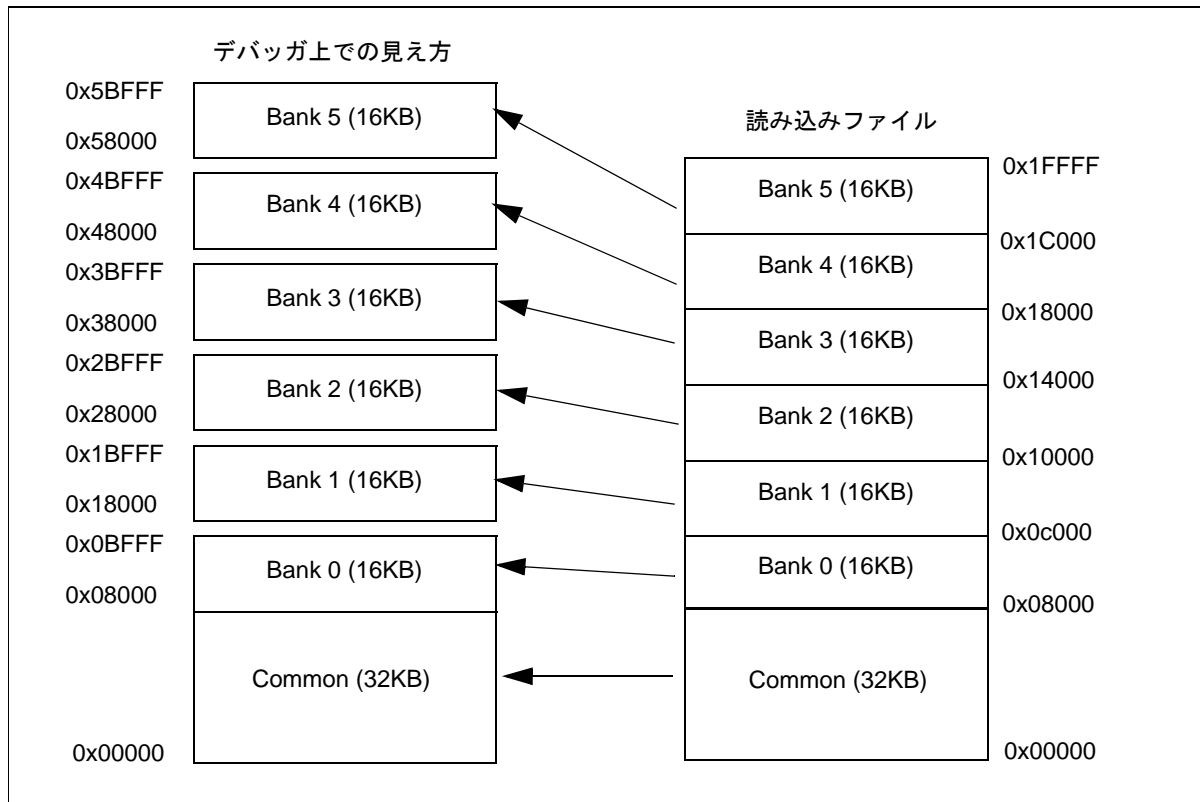 デバッガ上での見え方
0x5BFFF
Bank 5 (16KB)
0x58000
0x4BFFF
Bank 4 (16KB)
0x48000
0x3BFFF
Bank 3 (16KB)
0x38000
0x2BFFF
Bank 2 (16KB)
0x28000
0x1BFFF
Bank 1 (16KB)
0x18000
0x0BFFF
Bank 0 (16KB)
0x08000
Common (32KB)
0x00000
読み込みファイル
0x1FFFF
Bank 5 (16KB)
0x1C000
Bank 4 (16KB)
0x18000
Bank 3 (16KB)
0x14000
Bank 2 (16KB)
0x10000
Bank 1 (16KB)
0x0c000
Bank 0 (16KB)
0x08000
Common (32KB)
0x00000